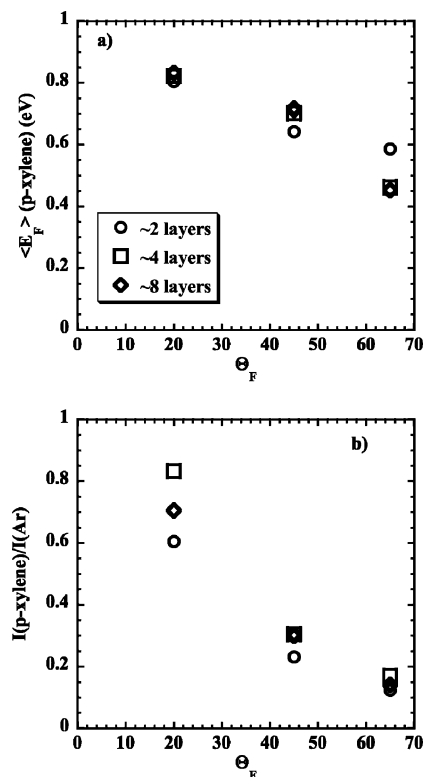 a)
<E_F> (p-xylene) (eV)
1
0.8
0.6
0.4
0.2
0
~2 layers
~4 layers
~8 layers
0 10 20 30 40 50 60 70
Θ_F
b)
I(p-xylene)/I(Ar)
1
0.8
0.6
0.4
0.2
0
0 10 20 30 40 50 60 70
Θ_F